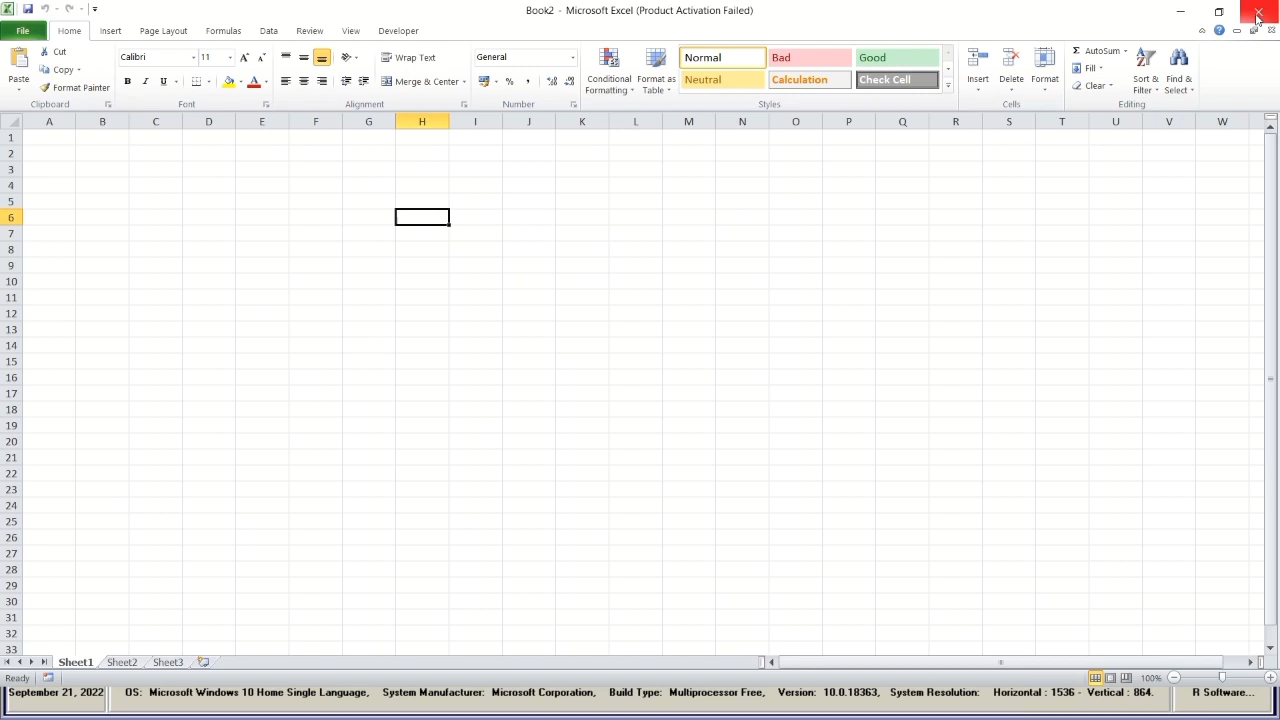 Book2 - Microsoft Excel (Product Activation Failed)
File Home Insert Page Layout Formulas Data Review View Developer
Paste Cut Copy Format Painter Clipboard
Calibri 11 A A B I U A Font
Wrap Text Merge & Center Alignment
General % , Number
Conditional Formatting Format as Table Normal Bad Good Neutral Calculation Check Cell Styles
Insert Delete Format Cells
Σ AutoSum Fill Clear Sort & Filter Find & Select Editing
A B C D E F G H I J K L M N O P Q R S T U V W
1
2
3
4
5
6
7
8
9
10
11
12
13
14
15
16
17
18
19
20
21
22
23
24
25
26
27
28
29
30
31
32
33
Sheet1 Sheet2 Sheet3
Ready 100%
September 21, 2022 OS: Microsoft Windows 10 Home Single Language, System Manufacturer: Microsoft Corporation, Build Type: Multiprocessor Free, Version: 10.0.18363, System Resolution: Horizontal : 1536 - Vertical : 864. R Software...